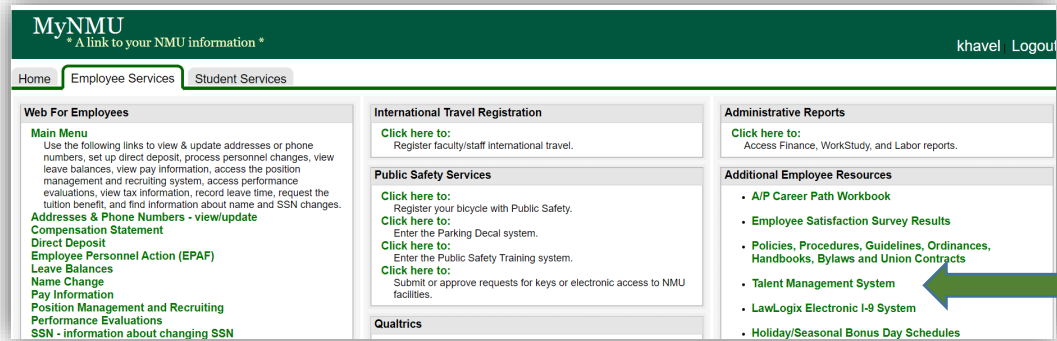 MyNMU
* A link to your NMU information *
khavel Logout
Home Employee Services Student Services
Web For Employees
Main Menu
Use the following links to view & update addresses or phone
numbers, set up direct deposit, process personnel changes, view
leave balances, view pay information, access the position
management and recruiting system, access performance
evaluations, view tax information, record leave time, request the
tuition benefit, and find information about name and SSN changes.
Addresses & Phone Numbers - view/update
Compensation Statement
Direct Deposit
Employee Personnel Action (EPAF)
Leave Balances
Name Change
Pay Information
Position Management and Recruiting
Performance Evaluations
SSN - information about changing SSN
International Travel Registration
Click here to:
Register faculty/staff international travel.
Public Safety Services
Click here to:
Register your bicycle with Public Safety.
Click here to:
Enter the Parking Decal system.
Click here to:
Enter the Public Safety Training system.
Click here to:
Submit or approve requests for keys or electronic access to NMU
facilities.
Qualtrics
Administrative Reports
Click here to:
Access Finance, WorkStudy, and Labor reports.
Additional Employee Resources
• A/P Career Path Workbook
• Employee Satisfaction Survey Results
• Policies, Procedures, Guidelines, Ordinances,
Handbooks, Bylaws and Union Contracts
• Talent Management System
• LawLogix Electronic I-9 System
• Holiday/Seasonal Bonus Day Schedules